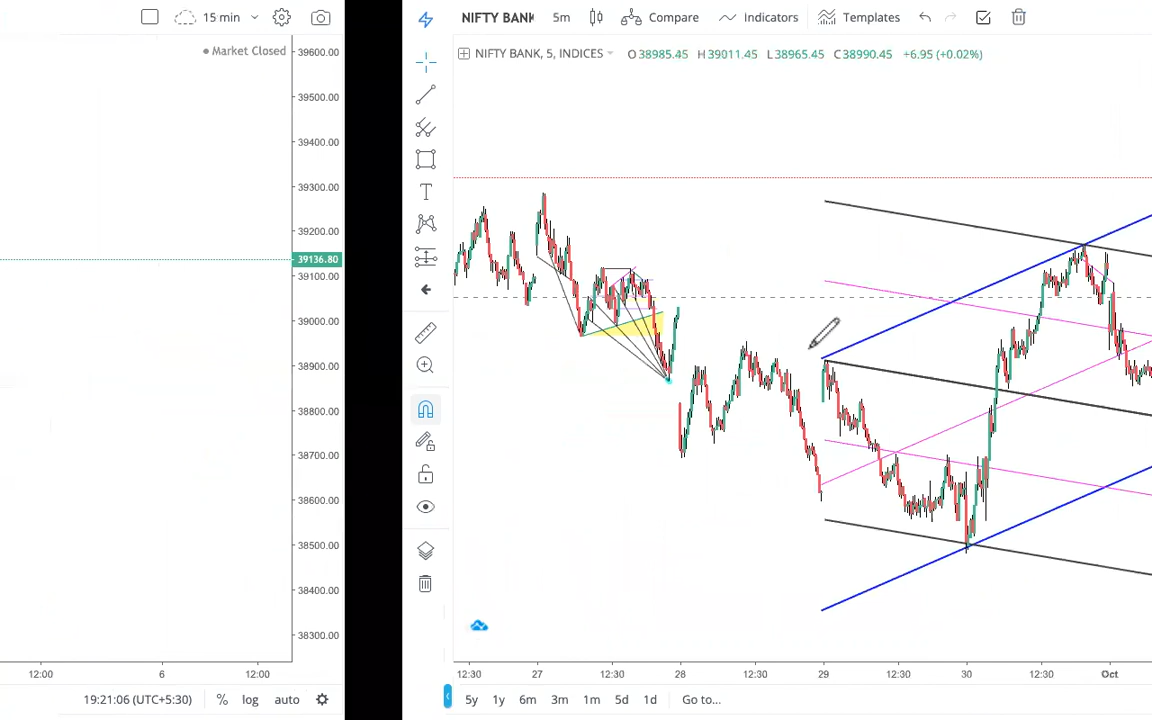 15 min
Market Closed
39600.00
39500.00
39400.00
39300.00
39200.00
39136.80
39100.00
39000.00
38900.00
38800.00
38700.00
38600.00
38500.00
38400.00
38300.00
12:00 6 12:00
19:21:06 (UTC+5:30) % log auto
NIFTY BANK 5m Compare Indicators Templates
NIFTY BANK, 5, INDICES O38985.45 H39011.45 L38965.45 C38990.45 +6.95 (+0.02%)
12:30 27 12:30 28 12:30 29 12:30 30 12:30 Oct
5y 1y 6m 3m 1m 5d 1d Go to...